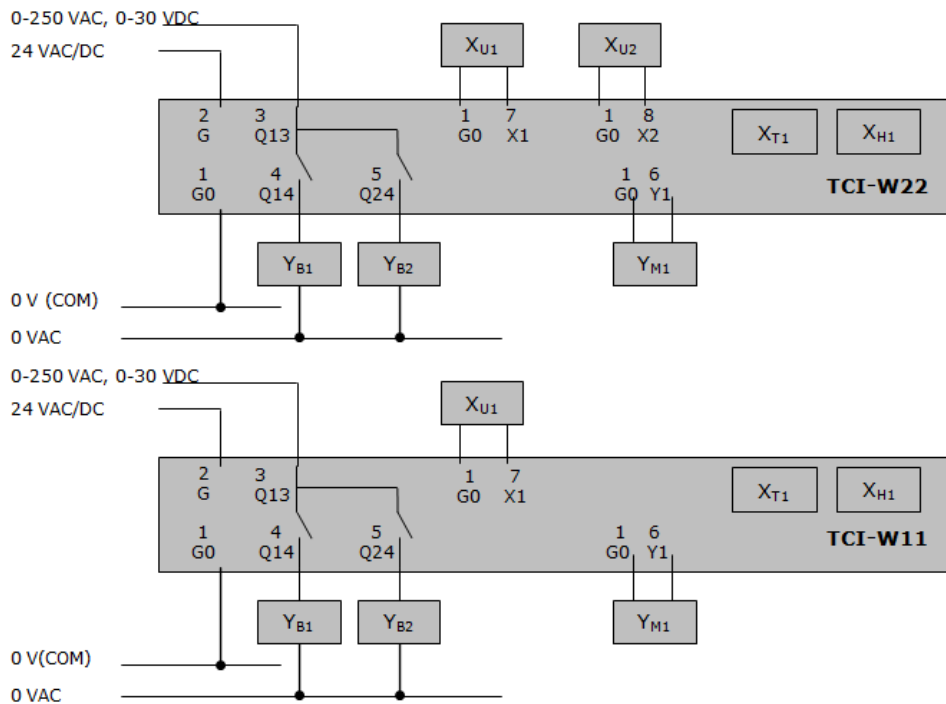 0-250 VAC, 0-30 VDC
24 VAC/DC
XU1 XU2
2 3 1 7 1 8
G Q13 G0 X1 G0 X2 XT1 XH1
1 4 5 1 6
G0 Q14 Q24 G0 Y1 TCI-W22
YB1 YB2 YM1
0 V (COM)
0 VAC
0-250 VAC, 0-30 VDC
24 VAC/DC
XU1
2 3 1 7
G Q13 G0 X1 XT1 XH1
1 4 5 1 6
G0 Q14 Q24 G0 Y1 TCI-W11
YB1 YB2 YM1
0 V(COM)
0 VAC